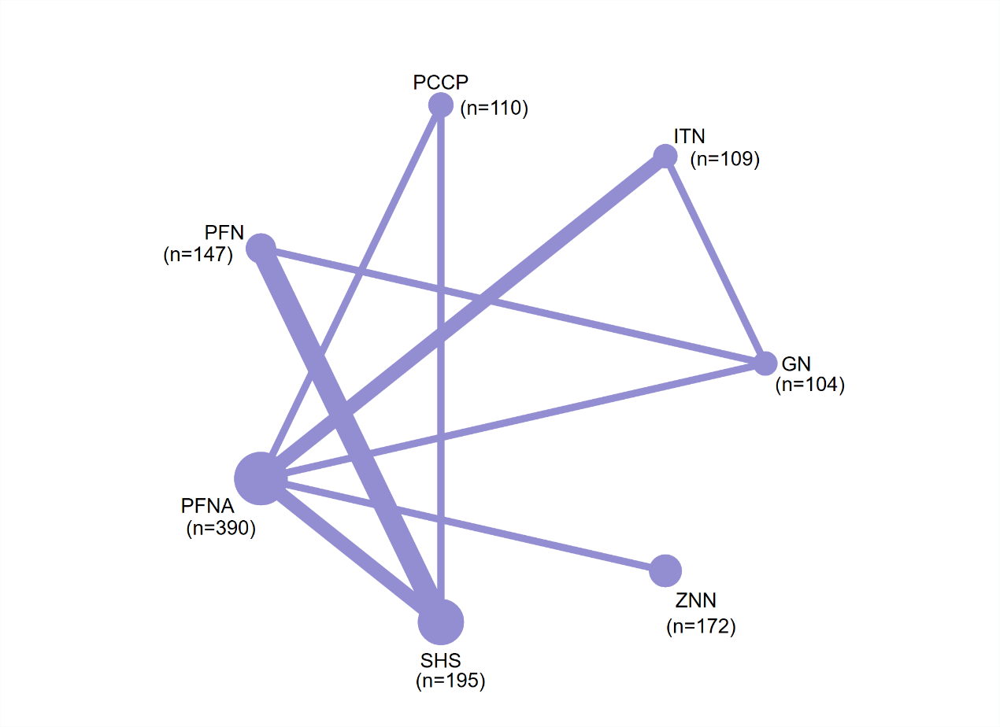 PCCP
(n=110)
ITN
(n=109)
PFN
(n=147)
GN
(n=104)
PFNA
(n=390)
ZNN
(n=172)
SHS
(n=195)